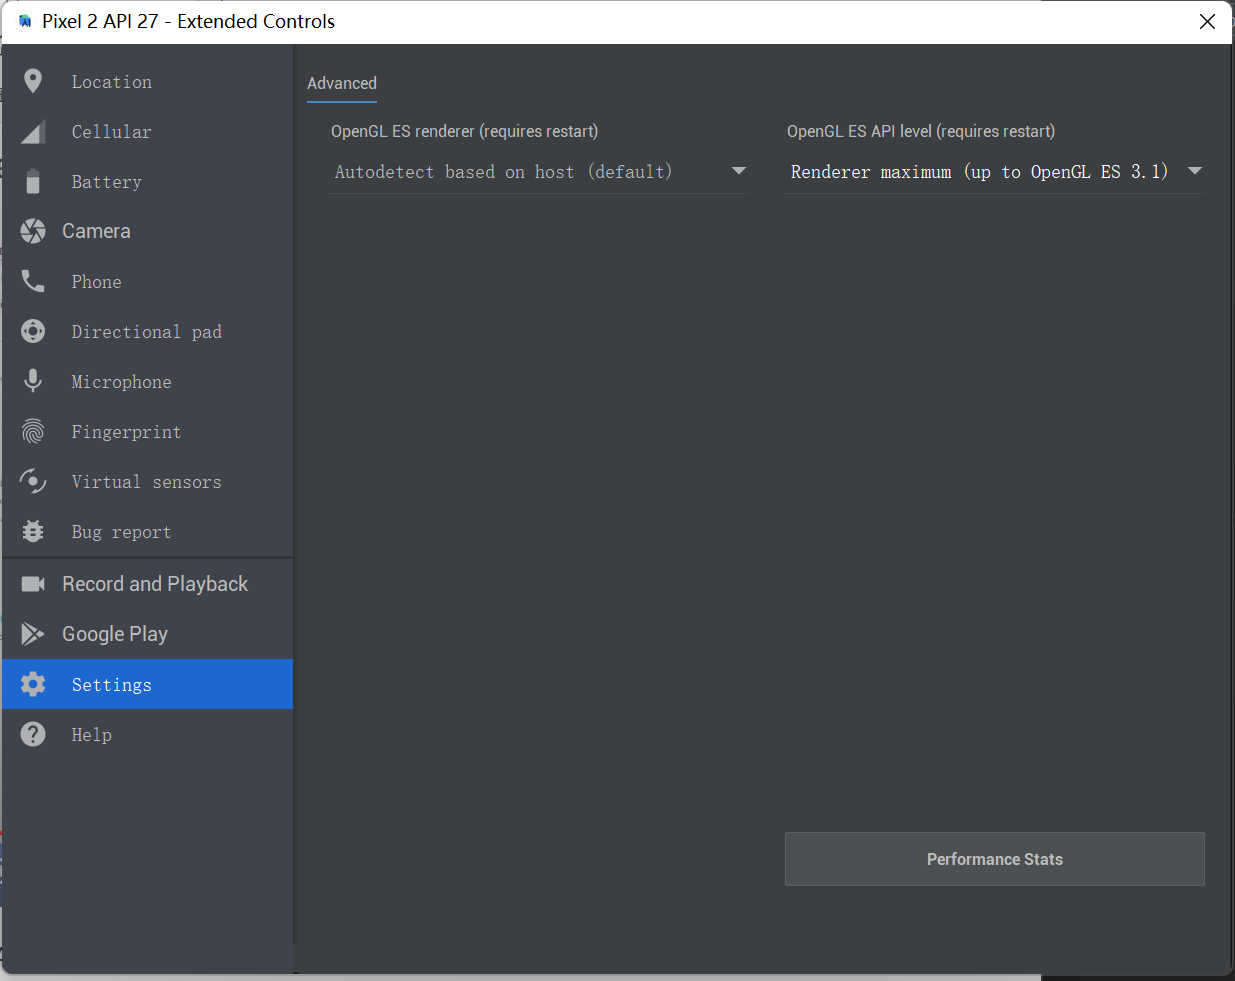 Pixel 2 API 27 - Extended Controls
Location
Cellular
Battery
Camera
Phone
Directional pad
Microphone
Fingerprint
Virtual sensors
Bug report
Record and Playback
Google Play
Settings
Help
Advanced
OpenGL ES renderer (requires restart)
Autodetect based on host (default)
OpenGL ES API level (requires restart)
Renderer maximum (up to OpenGL ES 3.1)
Performance Stats